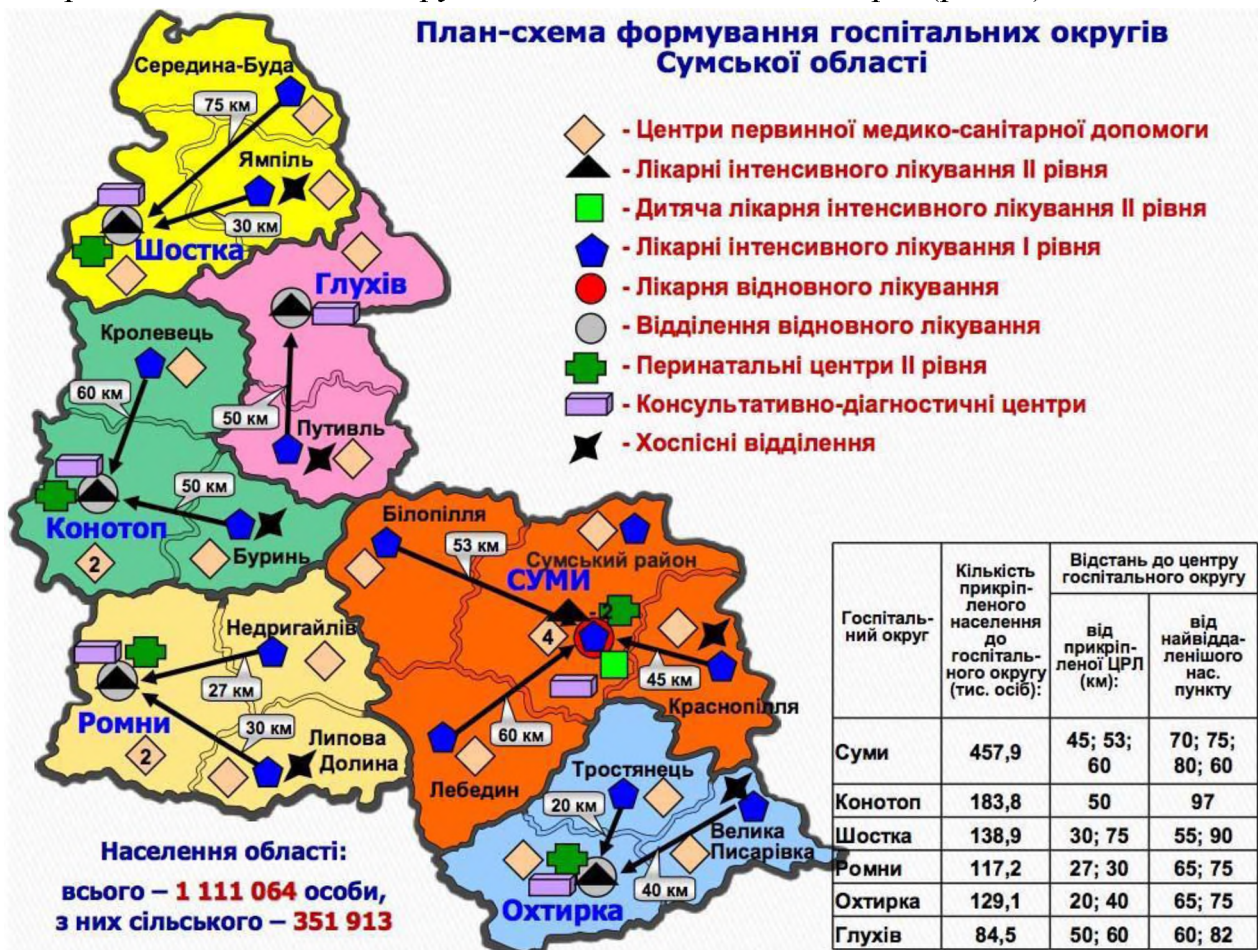 План-схема формування госпітальних округів
Сумської області
- Центри первинної медико-санітарної допомоги
- Лікарні інтенсивного лікування II рівня
- Дитяча лікарня інтенсивного лікування II рівня
- Лікарні інтенсивного лікування I рівня
- Лікарня відновного лікування
- Відділення відновного лікування
- Перинатальні центри II рівня
- Консультативно-діагностичні центри
- Хоспісні відділення
Середина-Буда
75 км
Ямпіль
30 км
Шостка
Глухів
Кролевець
60 км
50 км
Путивль
50 км
Конотоп
Буринь
2
Білопілля
53 км
Сумський район
СУМИ
- 2
4
45 км
Краснопілля
60 км
Лебедин
Недригайлів
27 км
Ромни
30 км
Липова
Долина
2
Тростянець
20 км
Велика
Писарівка
40 км
Охтирка
Населення області:
всього – 1 111 064 особи,
з них сільського – 351 913
Госпіталь-
ний округ
Кількість
прикріп-
леного
населення
до
госпіталь-
ного округу
(тис. осіб):
Відстань до центру
госпітального округу
від
прикріп-
леної ЦРЛ
(км):
від
найвідда-
ленішого
нас.
пункту
Суми 457,9 45; 53; 60 70; 75; 80; 60
Конотоп 183,8 50 97
Шостка 138,9 30; 75 55; 90
Ромни 117,2 27; 30 65; 75
Охтирка 129,1 20; 40 65; 75
Глухів 84,5 50; 60 60; 82